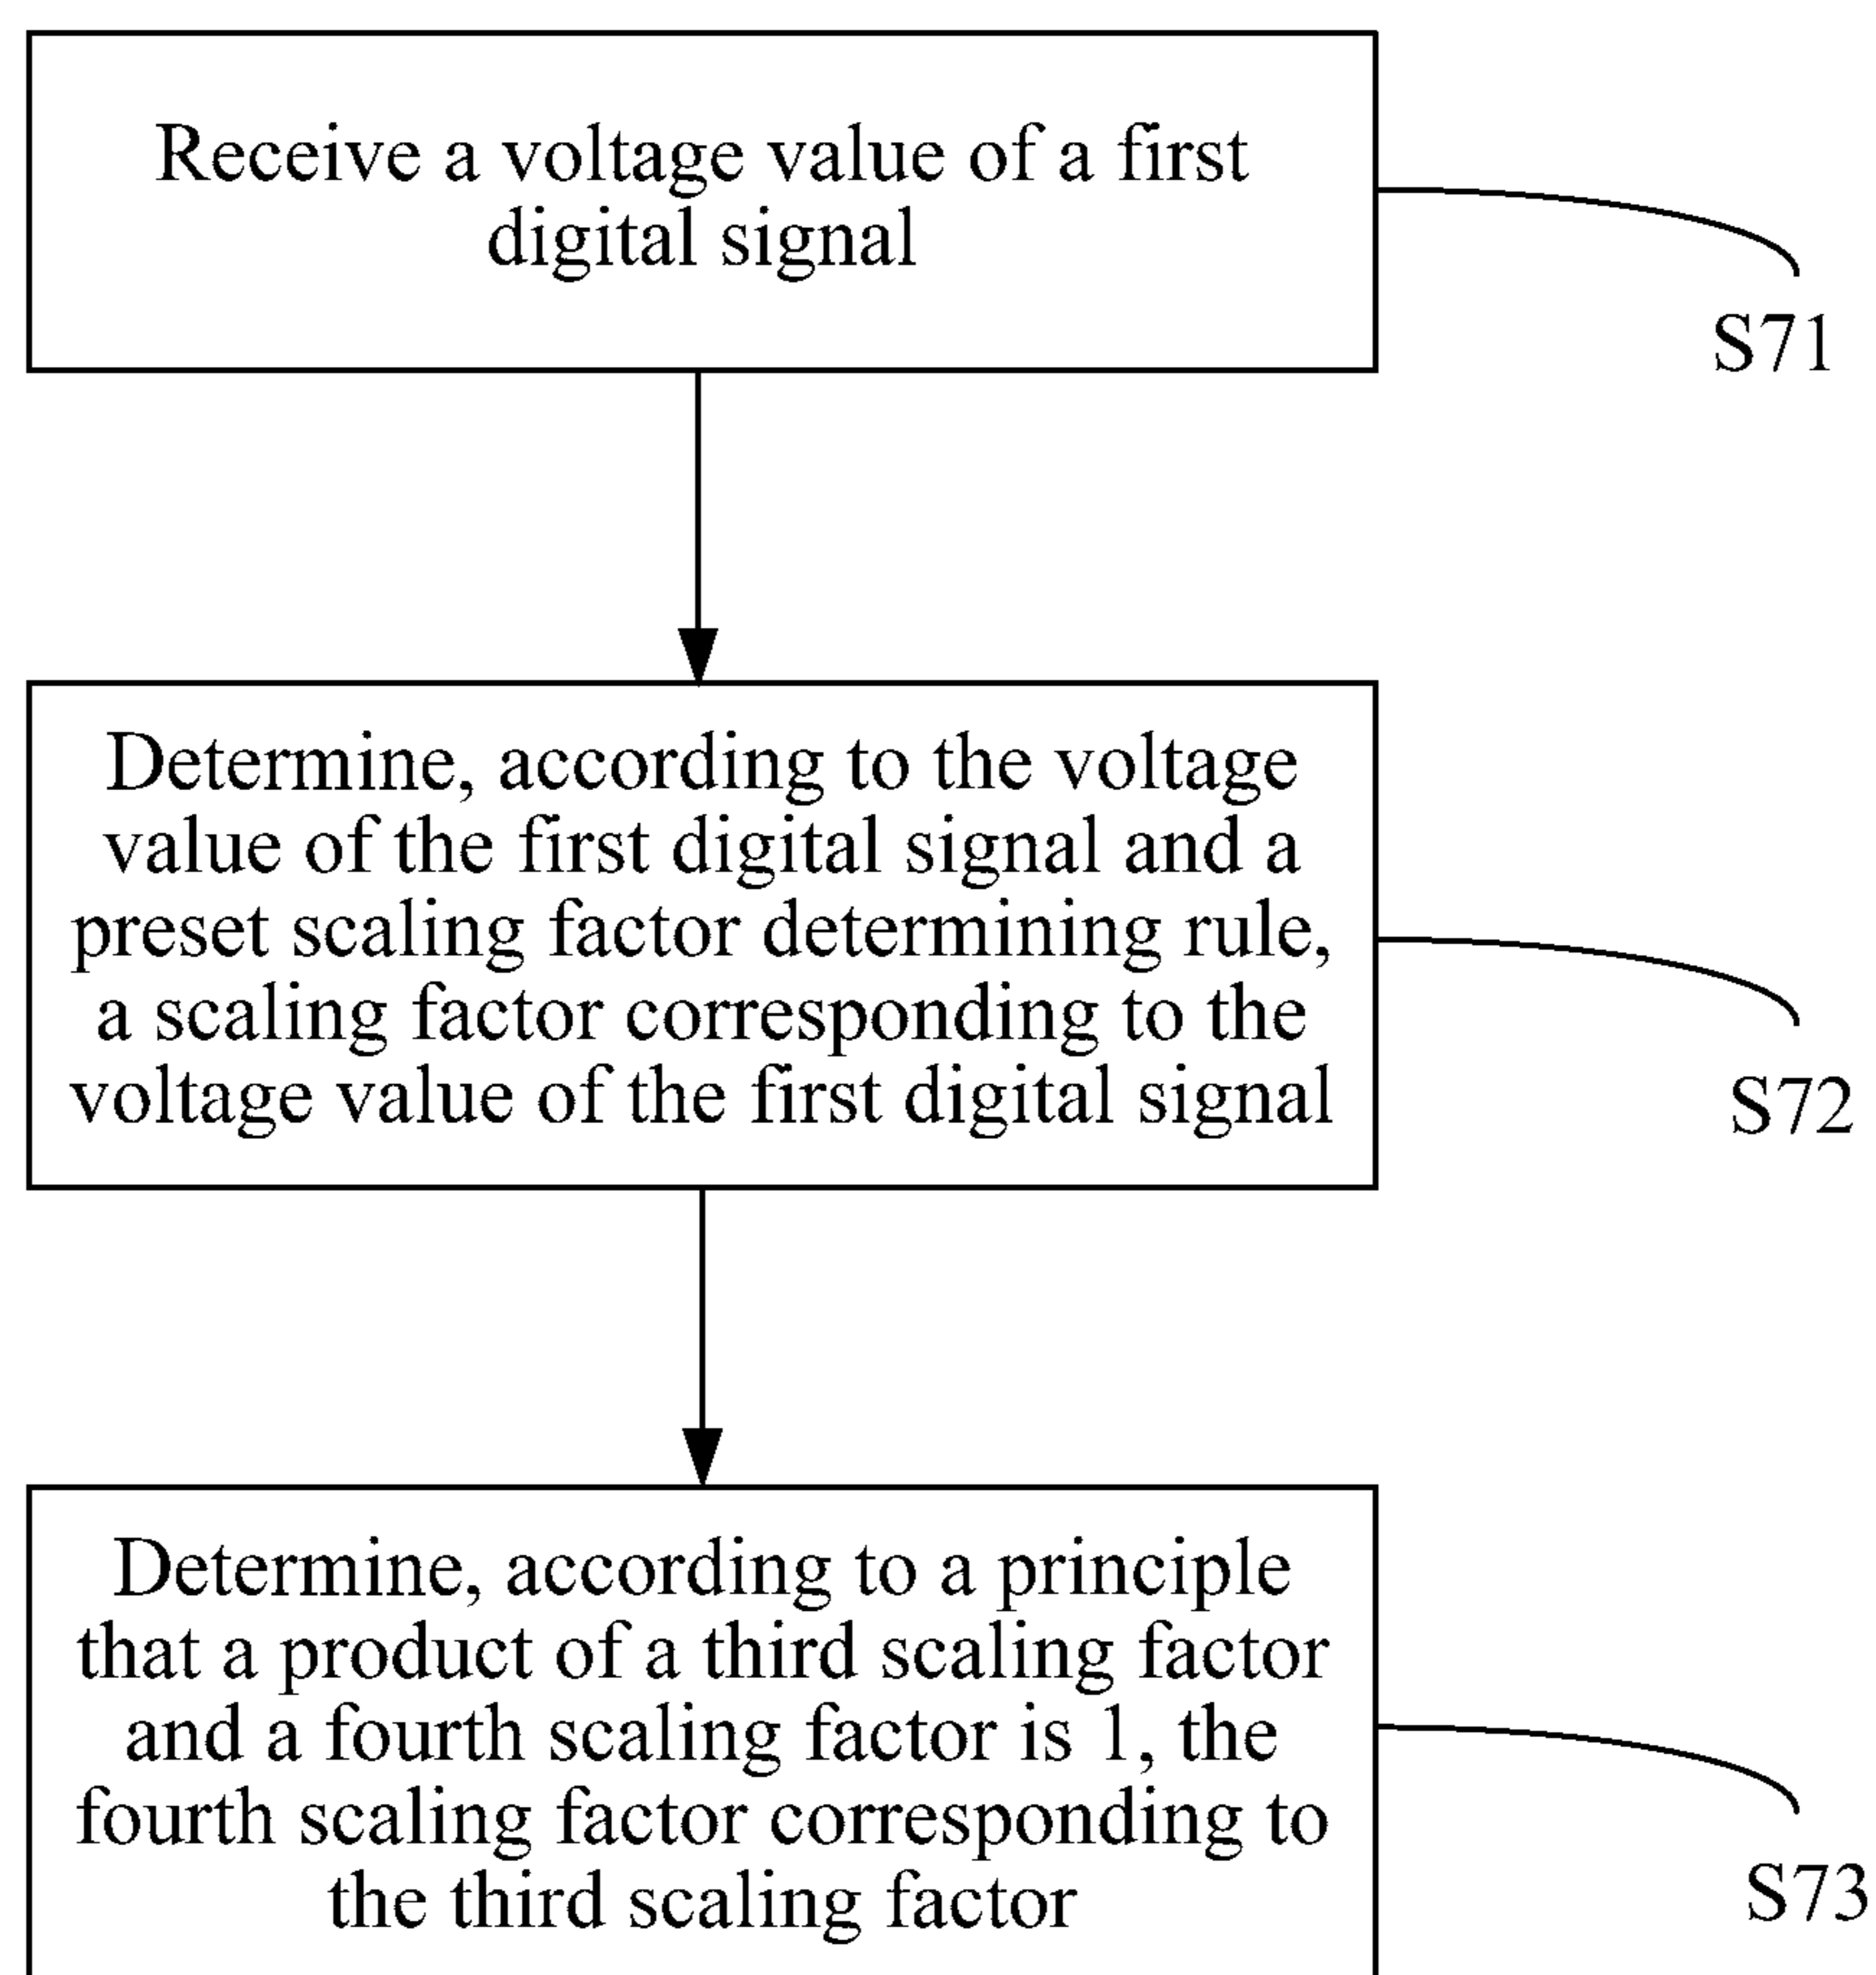 Receive a voltage value of a first
digital signal
S71
Determine, according to the voltage
value of the first digital signal and a
preset scaling factor determining rule,
a scaling factor corresponding to the
voltage value of the first digital signal
S72
Determine, according to a principle
that a product of a third scaling factor
and a fourth scaling factor is 1, the
fourth scaling factor corresponding to
the third scaling factor
S73